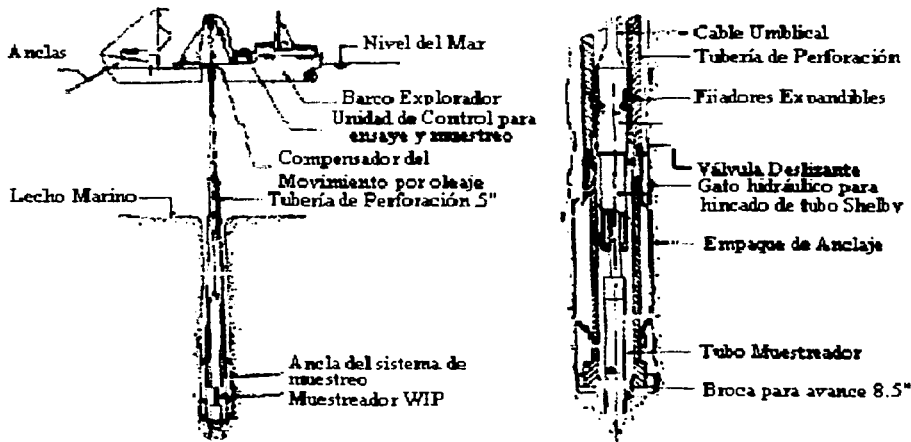 Anclas
Nivel del Mar
Barco Explorador
Unidad de Control para
ensaye y muestreo
Compensador del
Movimiento por oleaje
Lecho Marino
Tubería de Perforación 5"
Ancla del sistema de
muestreo
Muestreador WIP
Cable Umblical
Tubería de Perforación
Fijadores Expandibles
Válvula Deslizante
Gato hidráulico para
hincado de tubo Shelby
Empaque de Anclaje
Tubo Muestreador
Broca para avance 8.5"